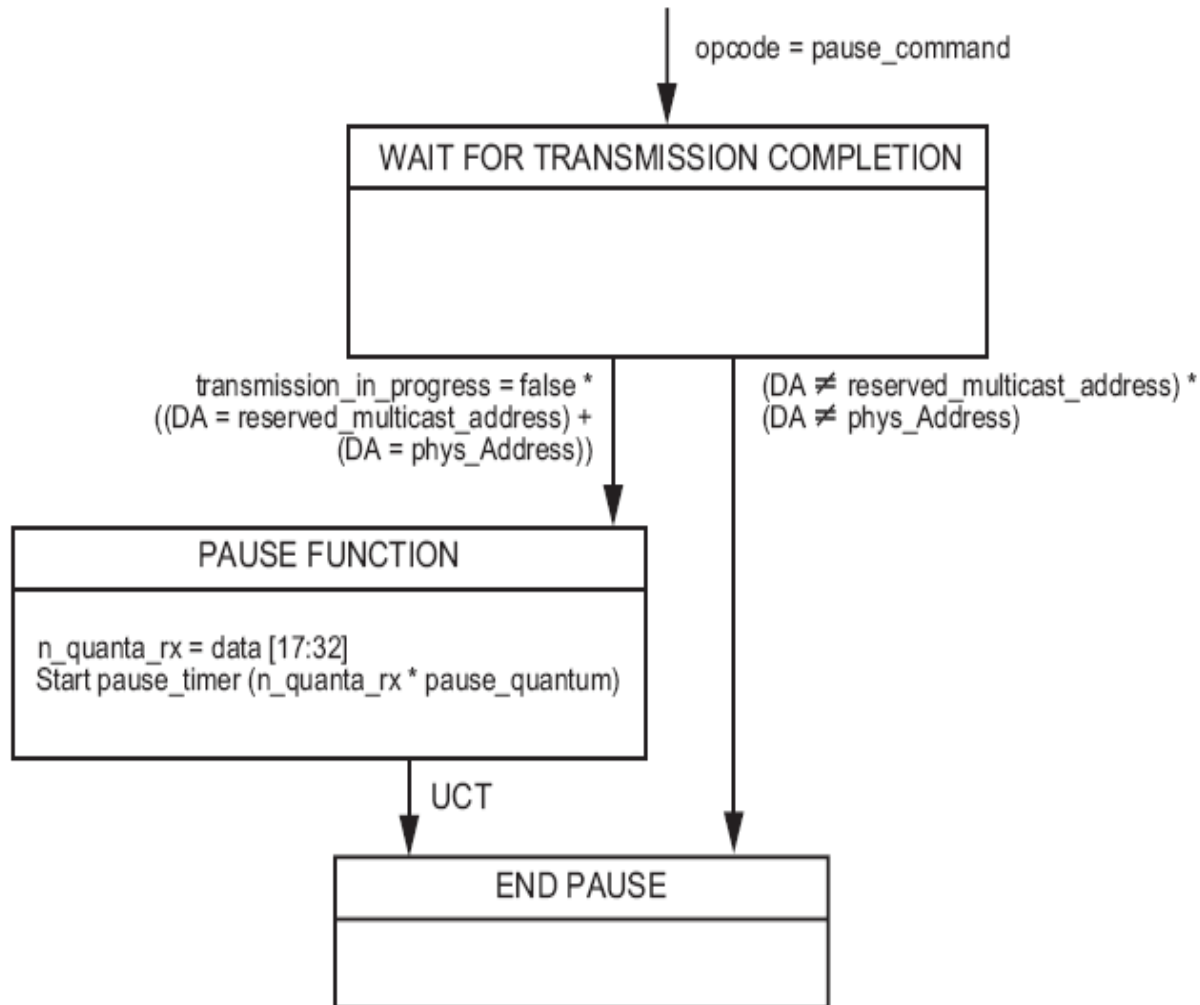 opcode = pause_command
WAIT FOR TRANSMISSION COMPLETION
transmission_in_progress = false *
((DA = reserved_multicast_address) +
(DA = phys_Address))
(DA ≠ reserved_multicast_address) *
(DA ≠ phys_Address)
PAUSE FUNCTION
n_quanta_rx = data [17:32]
Start pause_timer (n_quanta_rx * pause_quantum)
UCT
END PAUSE